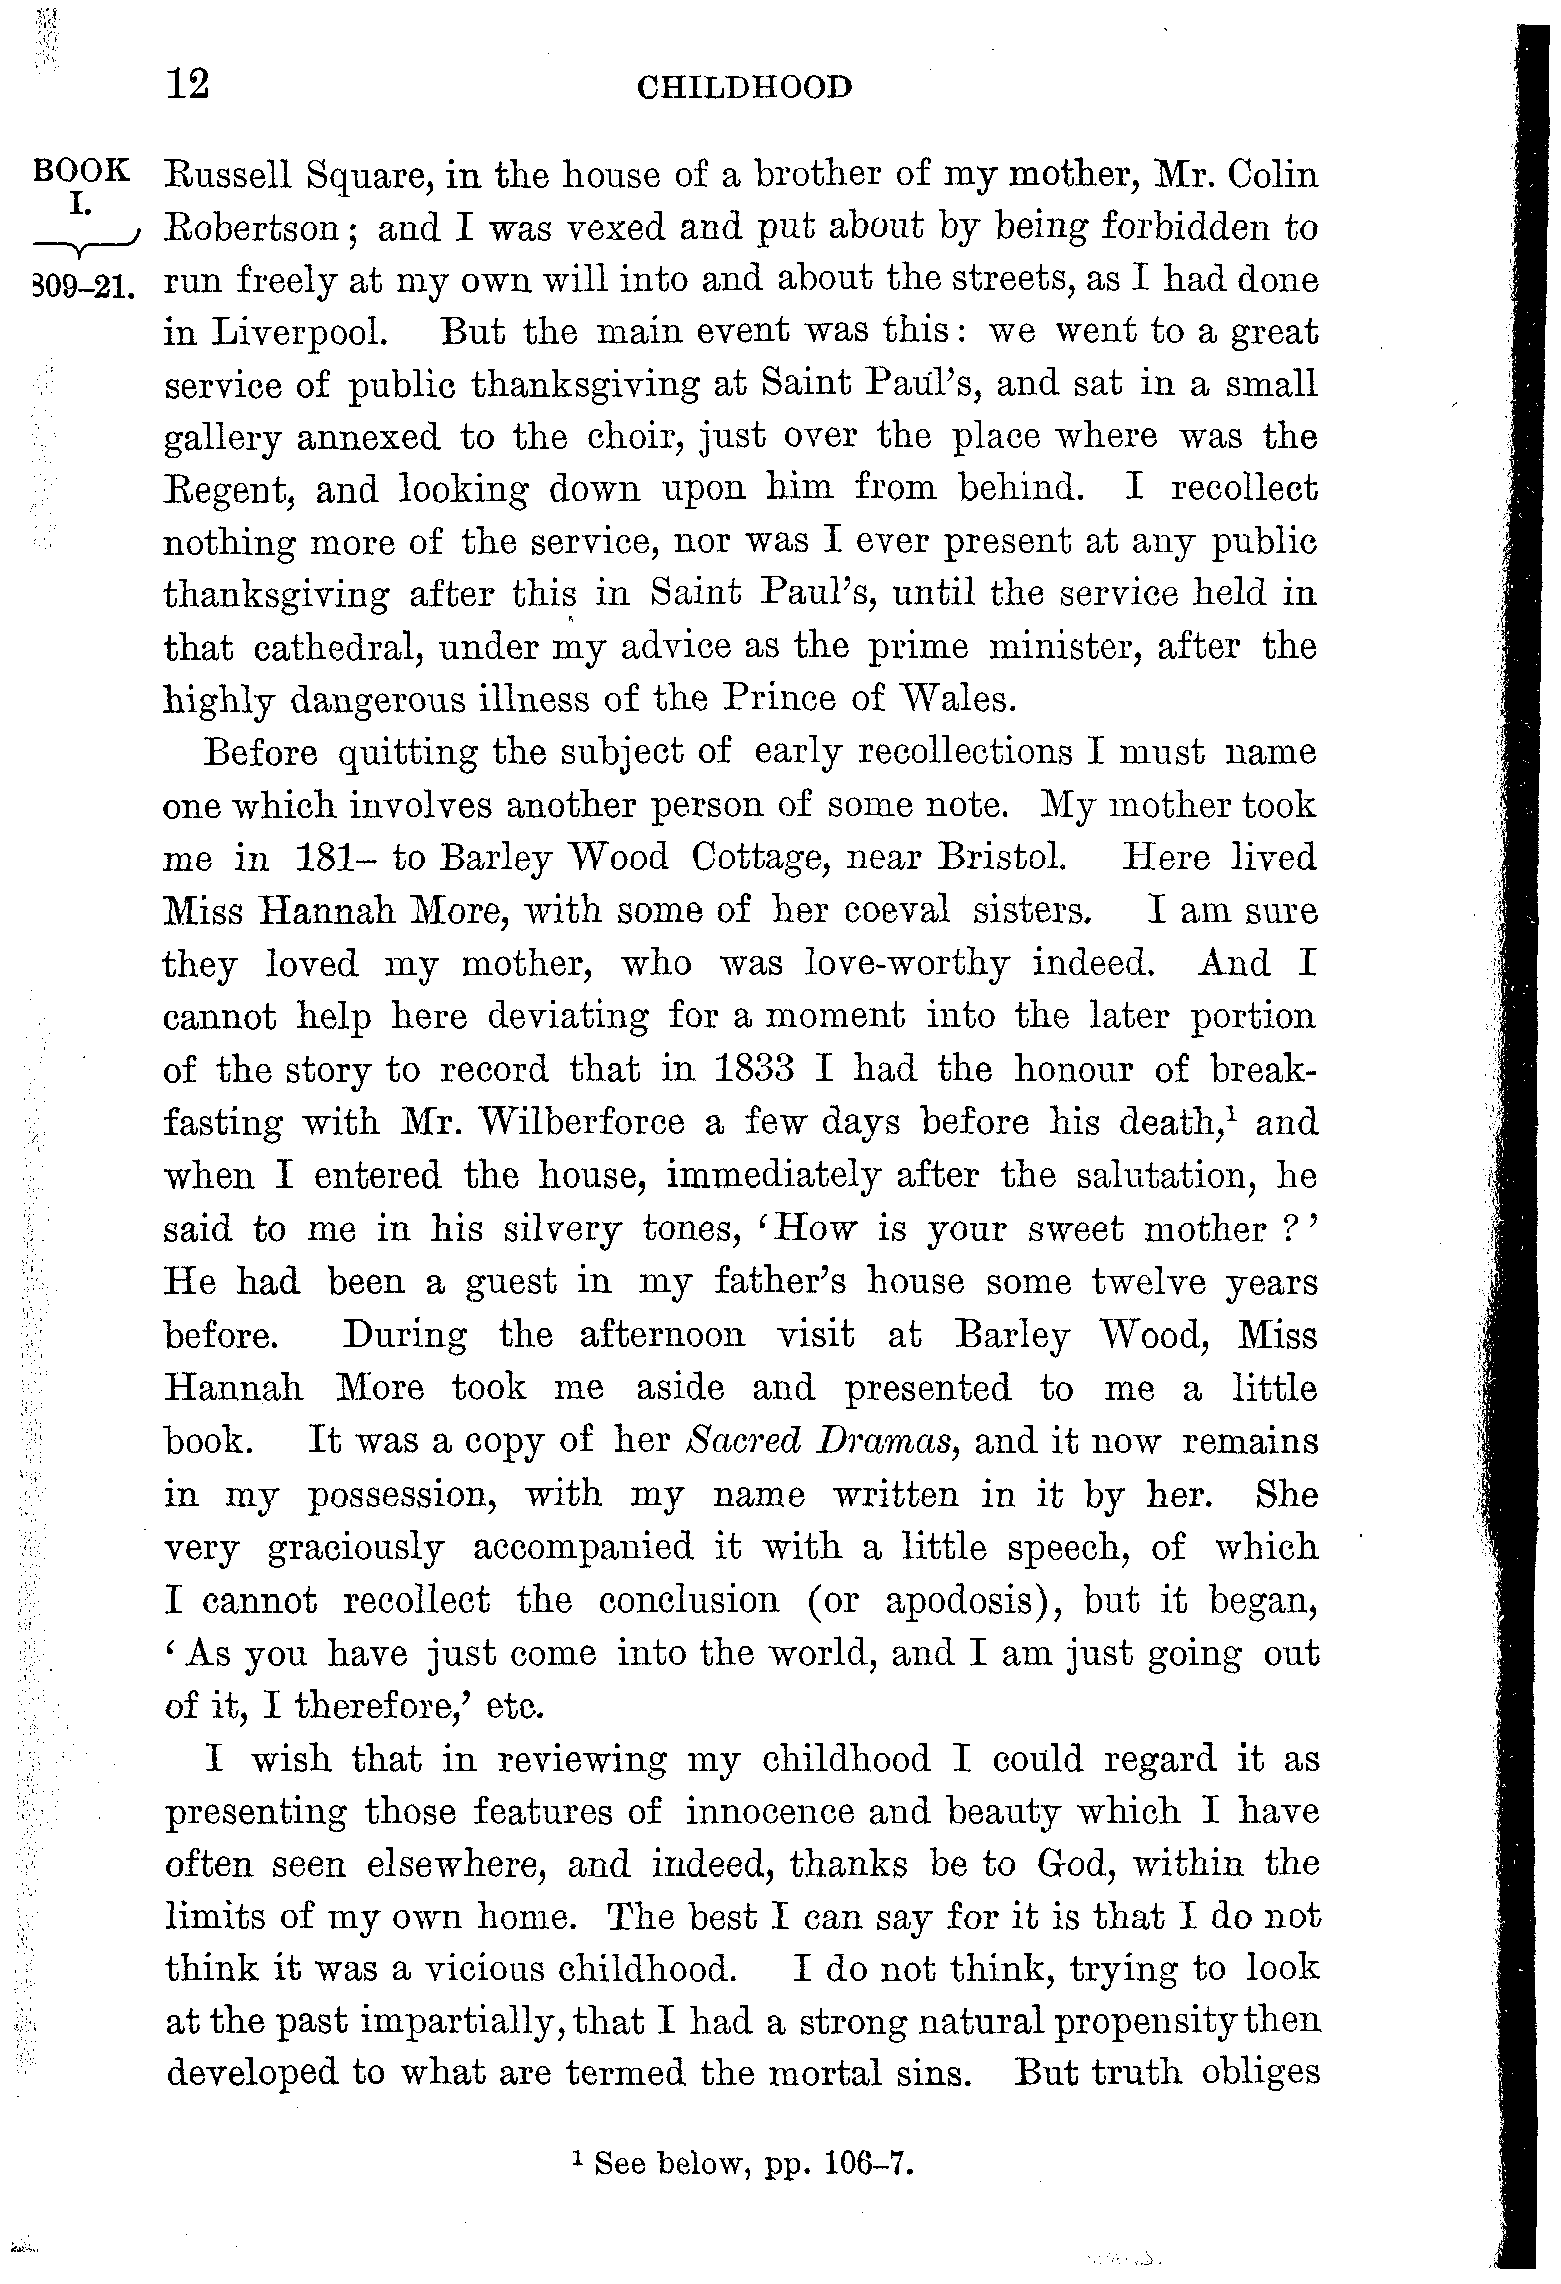 12 CHILDHOOD
BOOK
I.
809–21.
Russell Square, in the house of a brother of my mother, Mr. Colin
Robertson; and I was vexed and put about by being forbidden to
run freely at my own will into and about the streets, as I had done
in Liverpool. But the main event was this: we went to a great
service of public thanksgiving at Saint Paul's, and sat in a small
gallery annexed to the choir, just over the place where was the
Regent, and looking down upon him from behind. I recollect
nothing more of the service, nor was I ever present at any public
thanksgiving after this in Saint Paul's, until the service held in
that cathedral, under my advice as the prime minister, after the
highly dangerous illness of the Prince of Wales.
Before quitting the subject of early recollections I must name
one which involves another person of some note. My mother took
me in 181– to Barley Wood Cottage, near Bristol. Here lived
Miss Hannah More, with some of her coeval sisters. I am sure
they loved my mother, who was love-worthy indeed. And I
cannot help here deviating for a moment into the later portion
of the story to record that in 1833 I had the honour of break-
fasting with Mr. Wilberforce a few days before his death,¹ and
when I entered the house, immediately after the salutation, he
said to me in his silvery tones, 'How is your sweet mother ?'
He had been a guest in my father's house some twelve years
before. During the afternoon visit at Barley Wood, Miss
Hannah More took me aside and presented to me a little
book. It was a copy of her Sacred Dramas, and it now remains
in my possession, with my name written in it by her. She
very graciously accompanied it with a little speech, of which
I cannot recollect the conclusion (or apodosis), but it began,
'As you have just come into the world, and I am just going out
of it, I therefore,' etc.
I wish that in reviewing my childhood I could regard it as
presenting those features of innocence and beauty which I have
often seen elsewhere, and indeed, thanks be to God, within the
limits of my own home. The best I can say for it is that I do not
think it was a vicious childhood. I do not think, trying to look
at the past impartially, that I had a strong natural propensity then
developed to what are termed the mortal sins. But truth obliges
¹ See below, pp. 106–7.